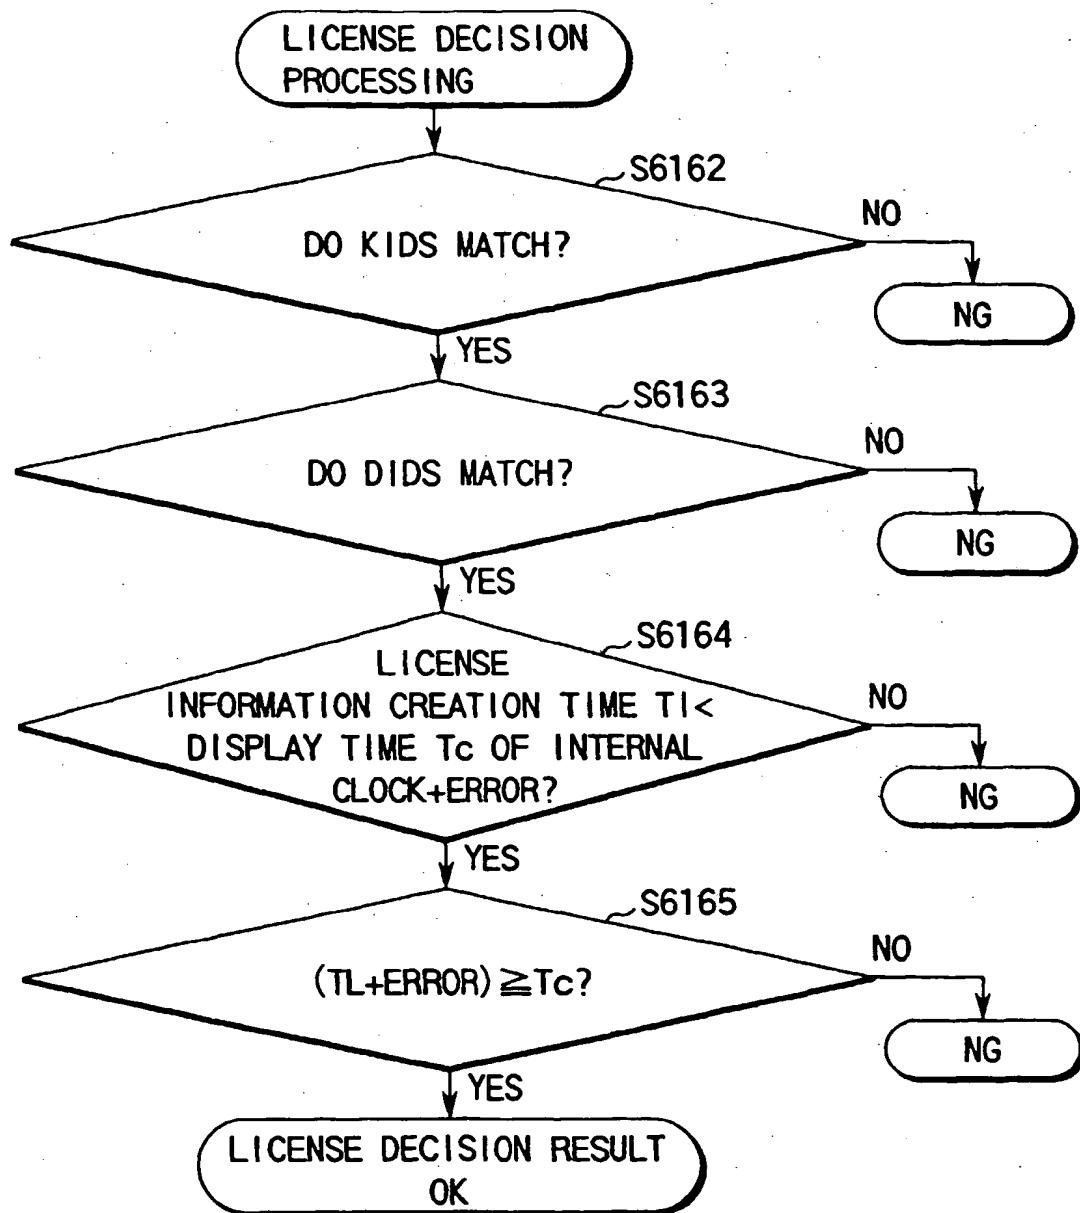 LICENSE DECISION
PROCESSING
S6162
DO KIDS MATCH?
NO
NG
YES
S6163
DO DIDS MATCH?
NO
NG
YES
S6164
LICENSE
INFORMATION CREATION TIME TI<
DISPLAY TIME Tc OF INTERNAL
CLOCK+ERROR?
NO
NG
YES
S6165
(TL+ERROR)≧Tc?
NO
NG
YES
LICENSE DECISION RESULT
OK